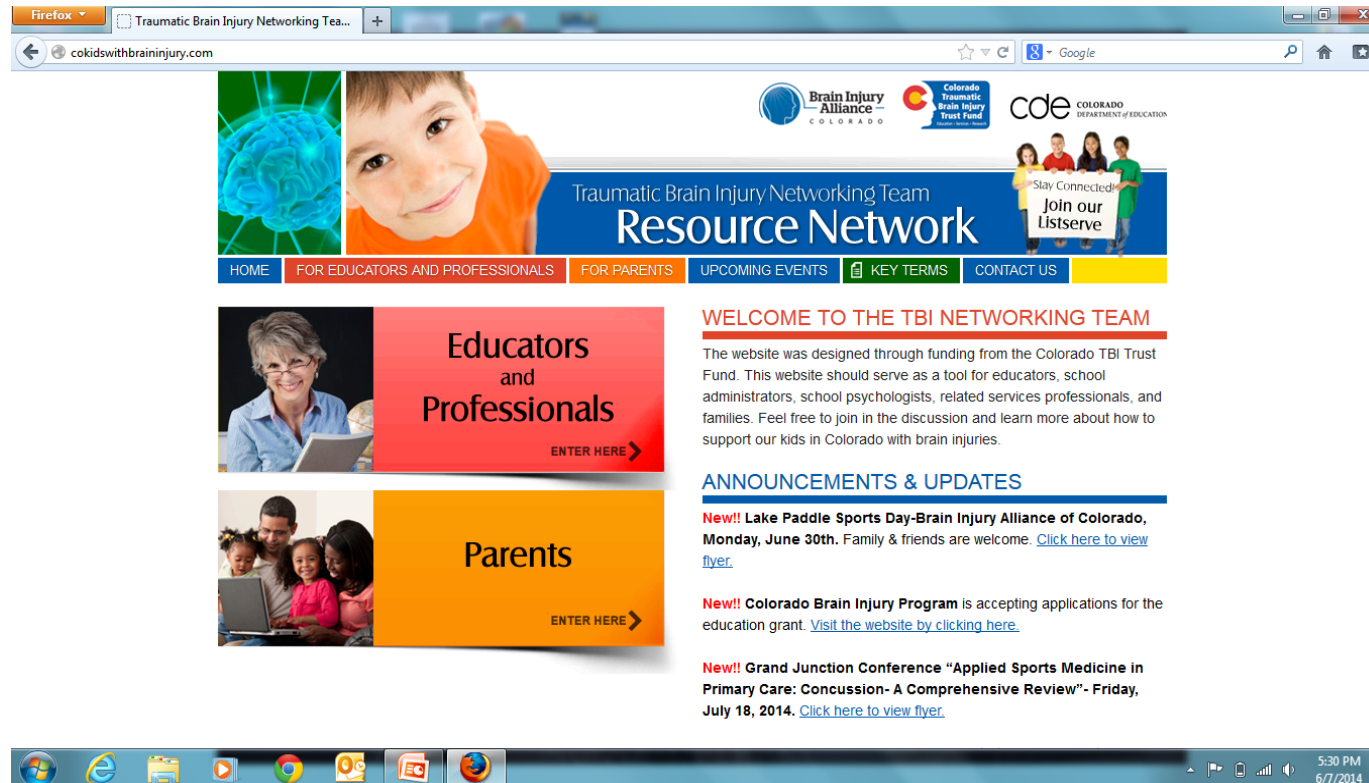 Firefox
Traumatic Brain Injury Networking Tea...
+
cokidswithbraininjury.com
Google
Brain Injury
Alliance
COLORADO
Colorado
Traumatic
Brain Injury
Trust Fund
cde COLORADO
DEPARTMENT of EDUCATION
Traumatic Brain Injury Networking Team
Resource Network
Stay Connected!
Join our
Listserve
HOME FOR EDUCATORS AND PROFESSIONALS FOR PARENTS UPCOMING EVENTS KEY TERMS CONTACT US
Educators
and
Professionals
ENTER HERE
Parents
ENTER HERE
WELCOME TO THE TBI NETWORKING TEAM
The website was designed through funding from the Colorado TBI Trust
Fund. This website should serve as a tool for educators, school
administrators, school psychologists, related services professionals, and
families. Feel free to join in the discussion and learn more about how to
support our kids in Colorado with brain injuries.
ANNOUNCEMENTS & UPDATES
New!! Lake Paddle Sports Day-Brain Injury Alliance of Colorado,
Monday, June 30th. Family & friends are welcome. Click here to view
flyer.
New!! Colorado Brain Injury Program is accepting applications for the
education grant. Visit the website by clicking here.
New!! Grand Junction Conference “Applied Sports Medicine in
Primary Care: Concussion- A Comprehensive Review”- Friday,
July 18, 2014. Click here to view flyer.
5:30 PM
6/7/2014